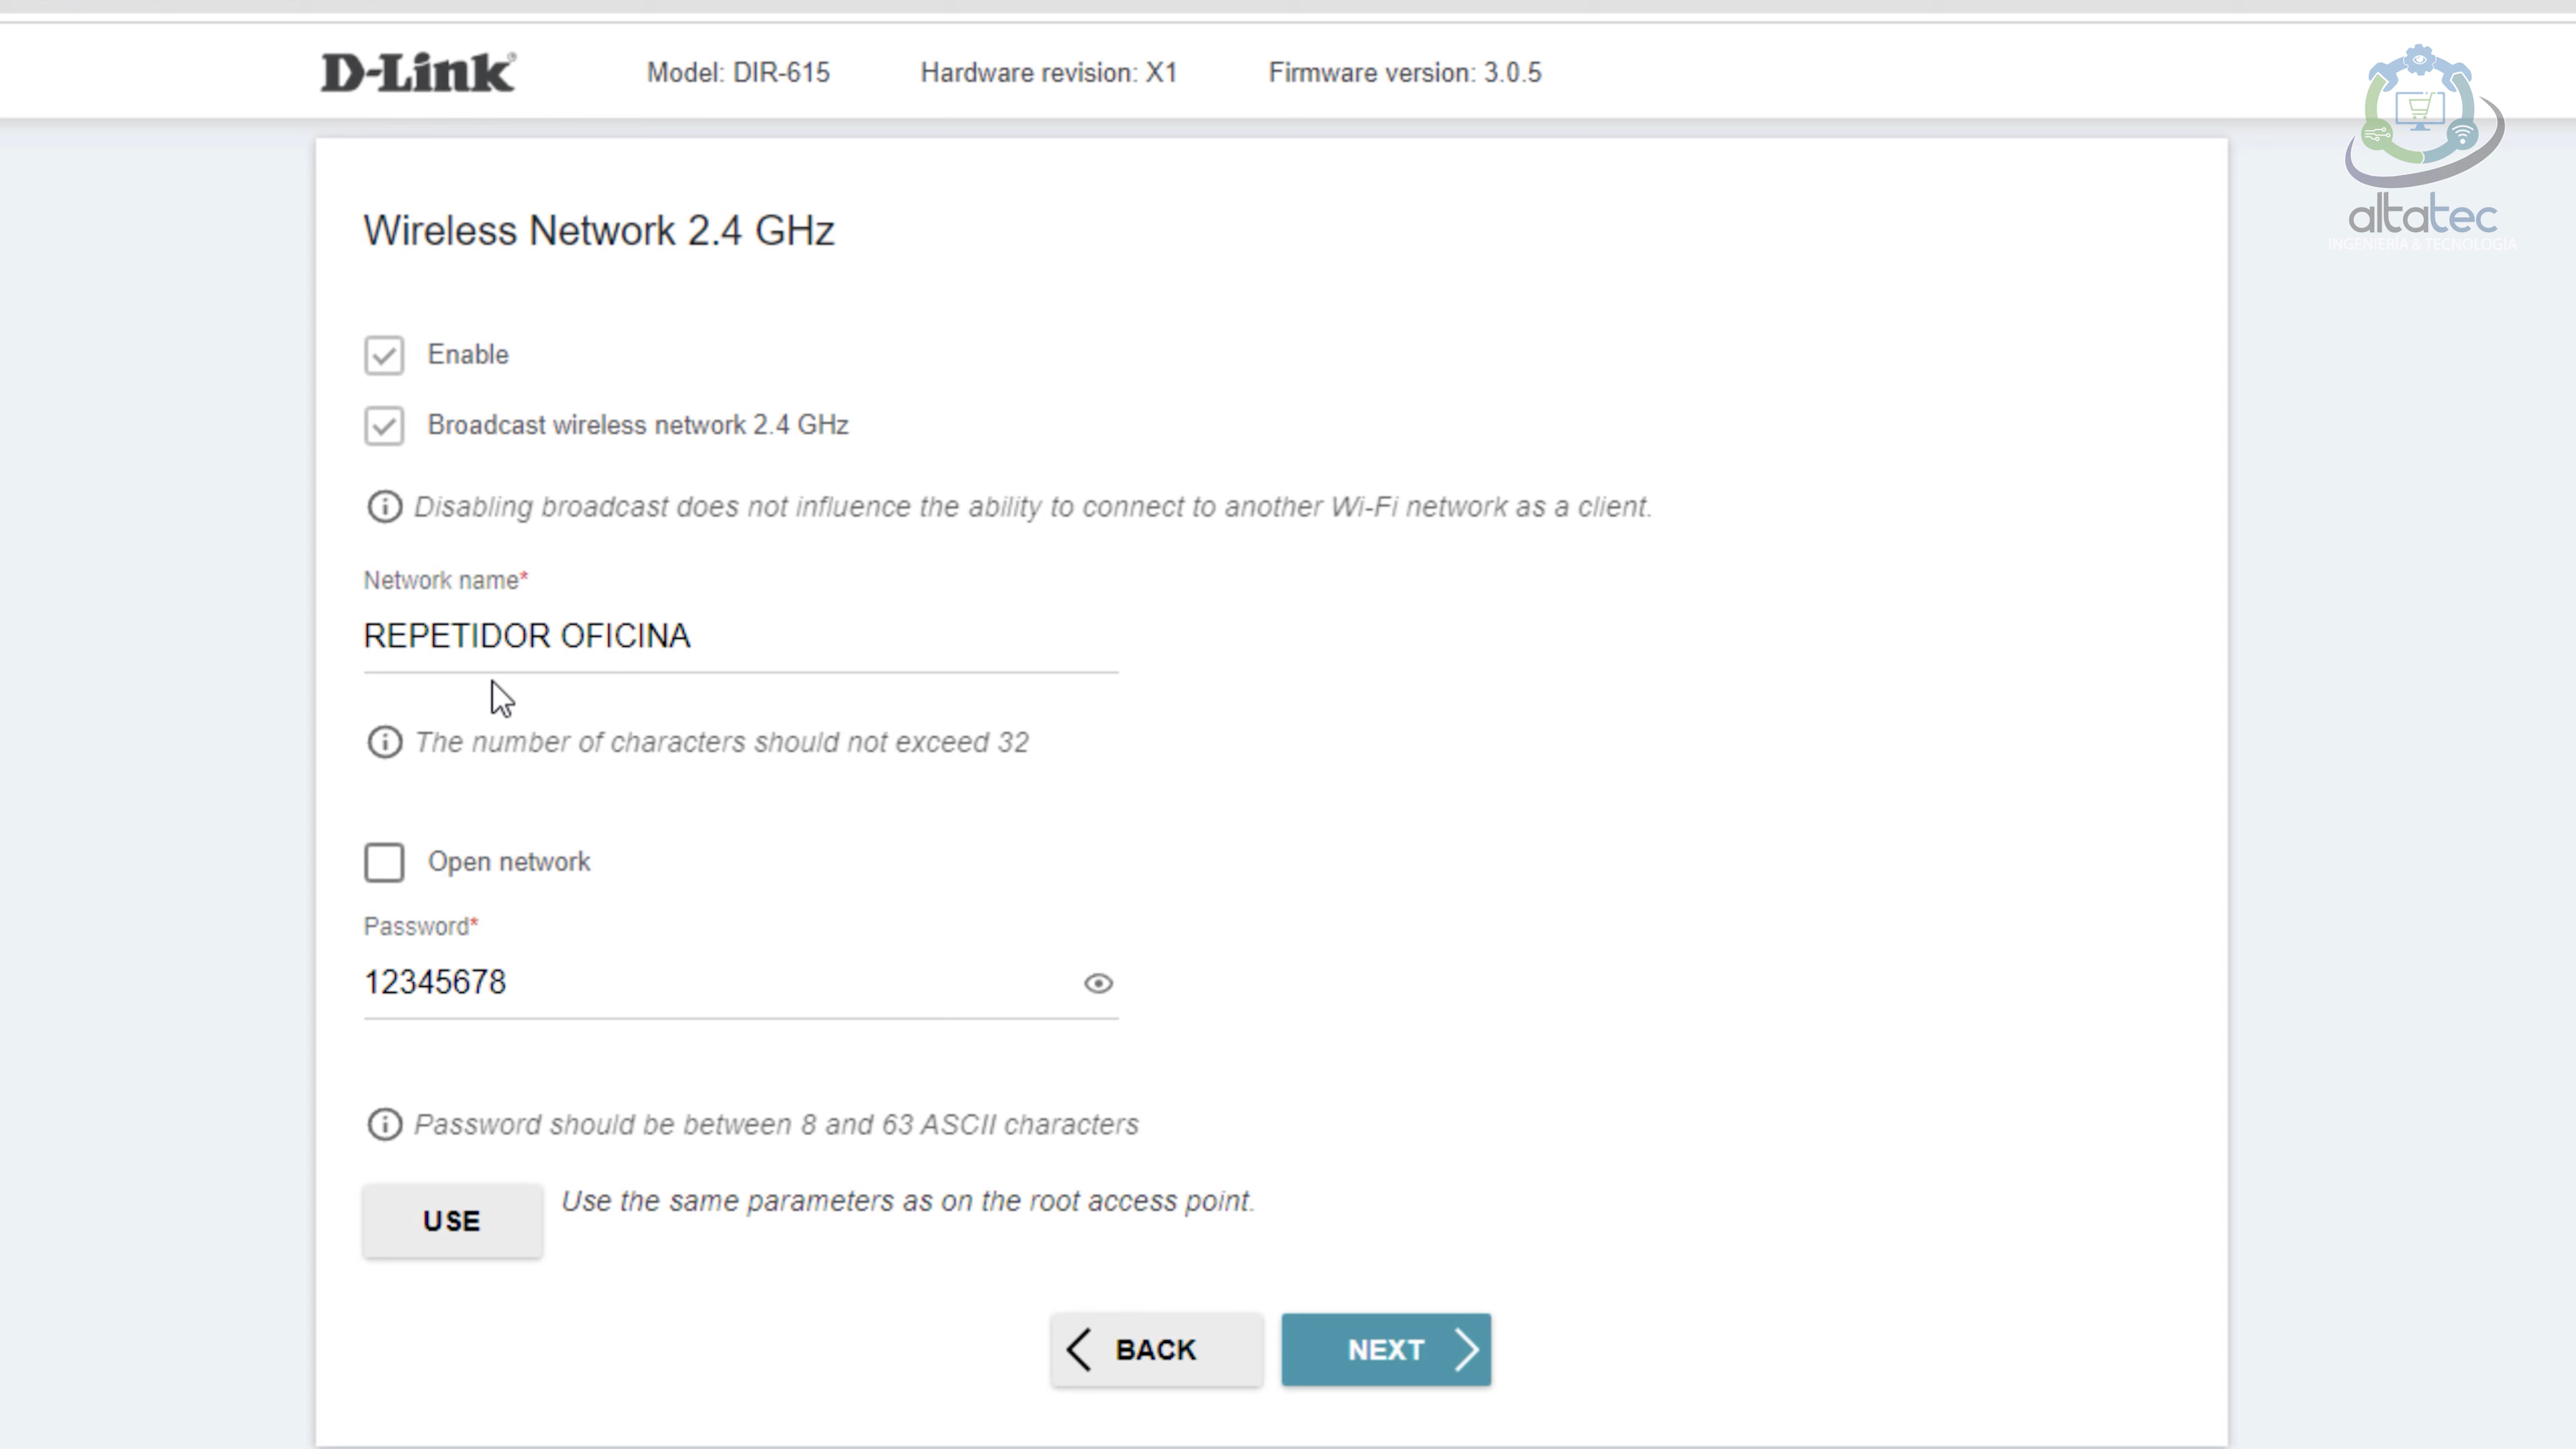 D-Link
Model: DIR-615 Hardware revision: X1 Firmware version: 3.0.5
altatec
INGENIERÍA & TECNOLOGÍA
Wireless Network 2.4 GHz
Enable
Broadcast wireless network 2.4 GHz
Disabling broadcast does not influence the ability to connect to another Wi-Fi network as a client.
Network name*
REPETIDOR OFICINA
The number of characters should not exceed 32
Open network
Password*
12345678
Password should be between 8 and 63 ASCII characters
USE Use the same parameters as on the root access point.
BACK NEXT